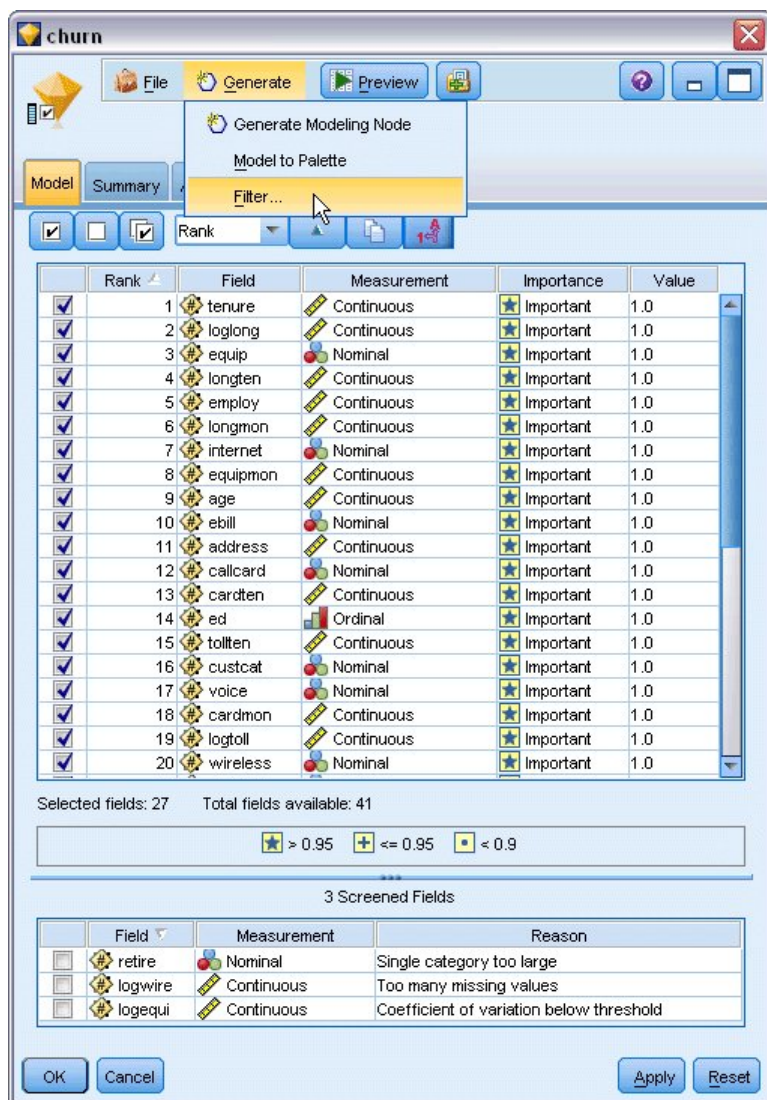 churn
File Generate Preview
Generate Modeling Node
Model to Palette
Filter...
Model Summary
Rank
Rank Field Measurement Importance Value
1 tenure Continuous Important 1.0
2 loglong Continuous Important 1.0
3 equip Nominal Important 1.0
4 longten Continuous Important 1.0
5 employ Continuous Important 1.0
6 longmon Continuous Important 1.0
7 internet Nominal Important 1.0
8 equipmon Continuous Important 1.0
9 age Continuous Important 1.0
10 ebill Nominal Important 1.0
11 address Continuous Important 1.0
12 callcard Nominal Important 1.0
13 cardten Continuous Important 1.0
14 ed Ordinal Important 1.0
15 tollten Continuous Important 1.0
16 custcat Nominal Important 1.0
17 voice Nominal Important 1.0
18 cardmon Continuous Important 1.0
19 logtoll Continuous Important 1.0
20 wireless Nominal Important 1.0
Selected fields: 27 Total fields available: 41
> 0.95 <= 0.95 < 0.9
3 Screened Fields
Field Measurement Reason
retire Nominal Single category too large
logwire Continuous Too many missing values
logequi Continuous Coefficient of variation below threshold
OK Cancel Apply Reset